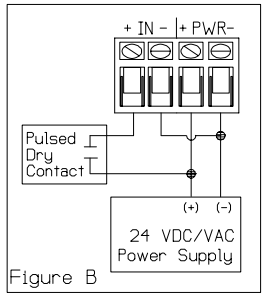 + IN - + PWR-
Pulsed
Dry
Contact
(+) (-)
24 VDC/VAC
Power Supply
Figure B